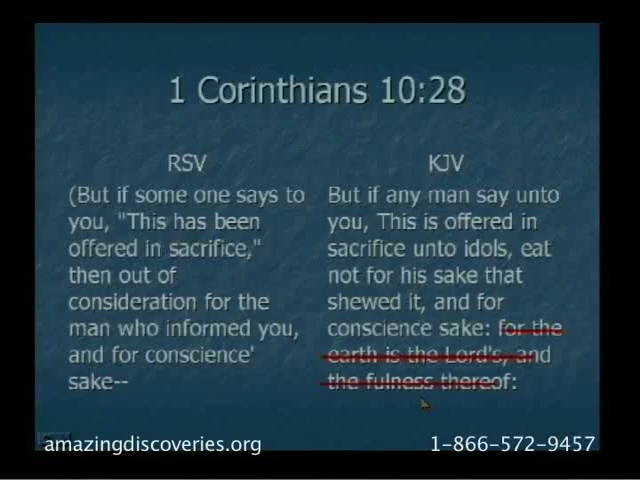 1 Corinthians 10:28
RSV
(But if some one says to
you, "This has been
offered in sacrifice,"
then out of
consideration for the
man who informed you,
and for conscience'
sake--
KJV
But if any man say unto
you, This is offered in
sacrifice unto idols, eat
not for his sake that
shewed it, and for
conscience sake: for the
earth is the Lord's, and
the fulness thereof:
amazingdiscoveries.org
1-866-572-9457